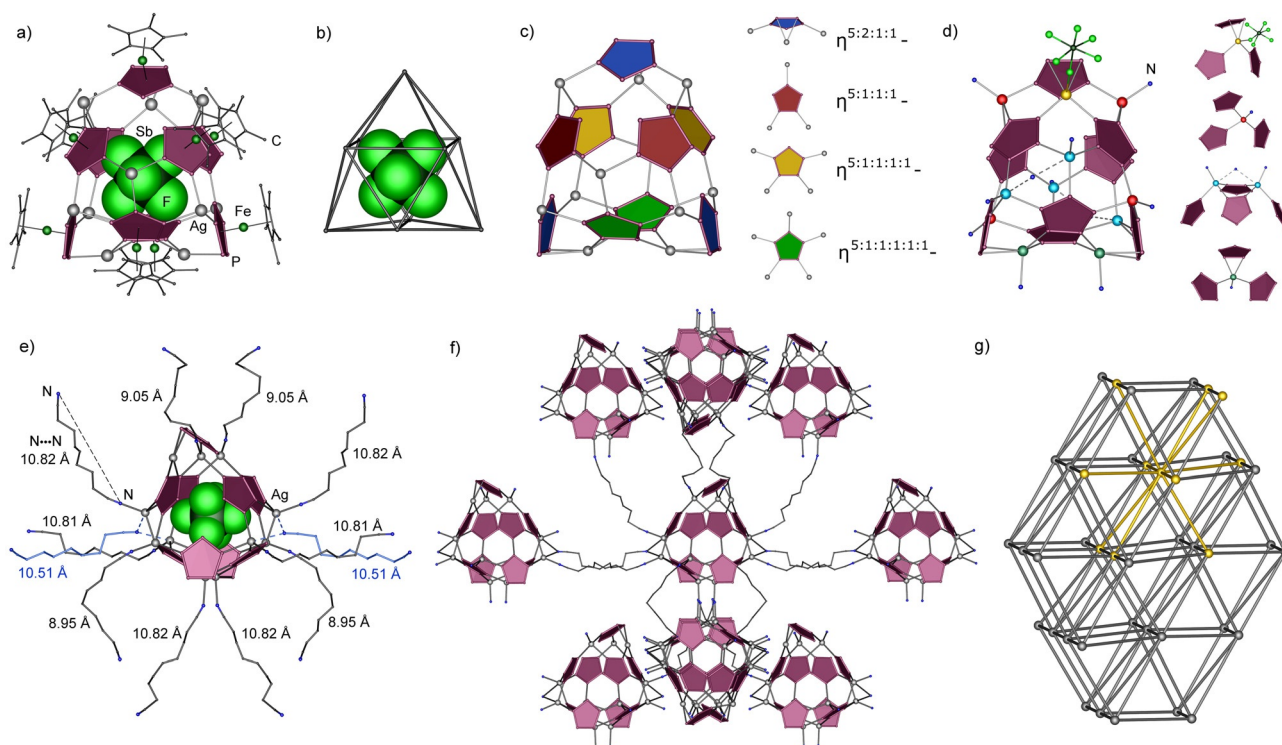 a)
Sb
C
F
Fe
Ag
P
b)
c)
η5:2:1:1-
η5:1:1:1-
η5:1:1:1:1:1-
η5:1:1:1:1:1:1-
d)
N
e)
N
9.05 Å
9.05 Å
N•••N
10.82 Å
10.82 Å
N
Ag
10.81 Å
10.81 Å
10.51 Å
10.51 Å
8.95 Å
10.82 Å
10.82 Å
8.95 Å
f)
g)